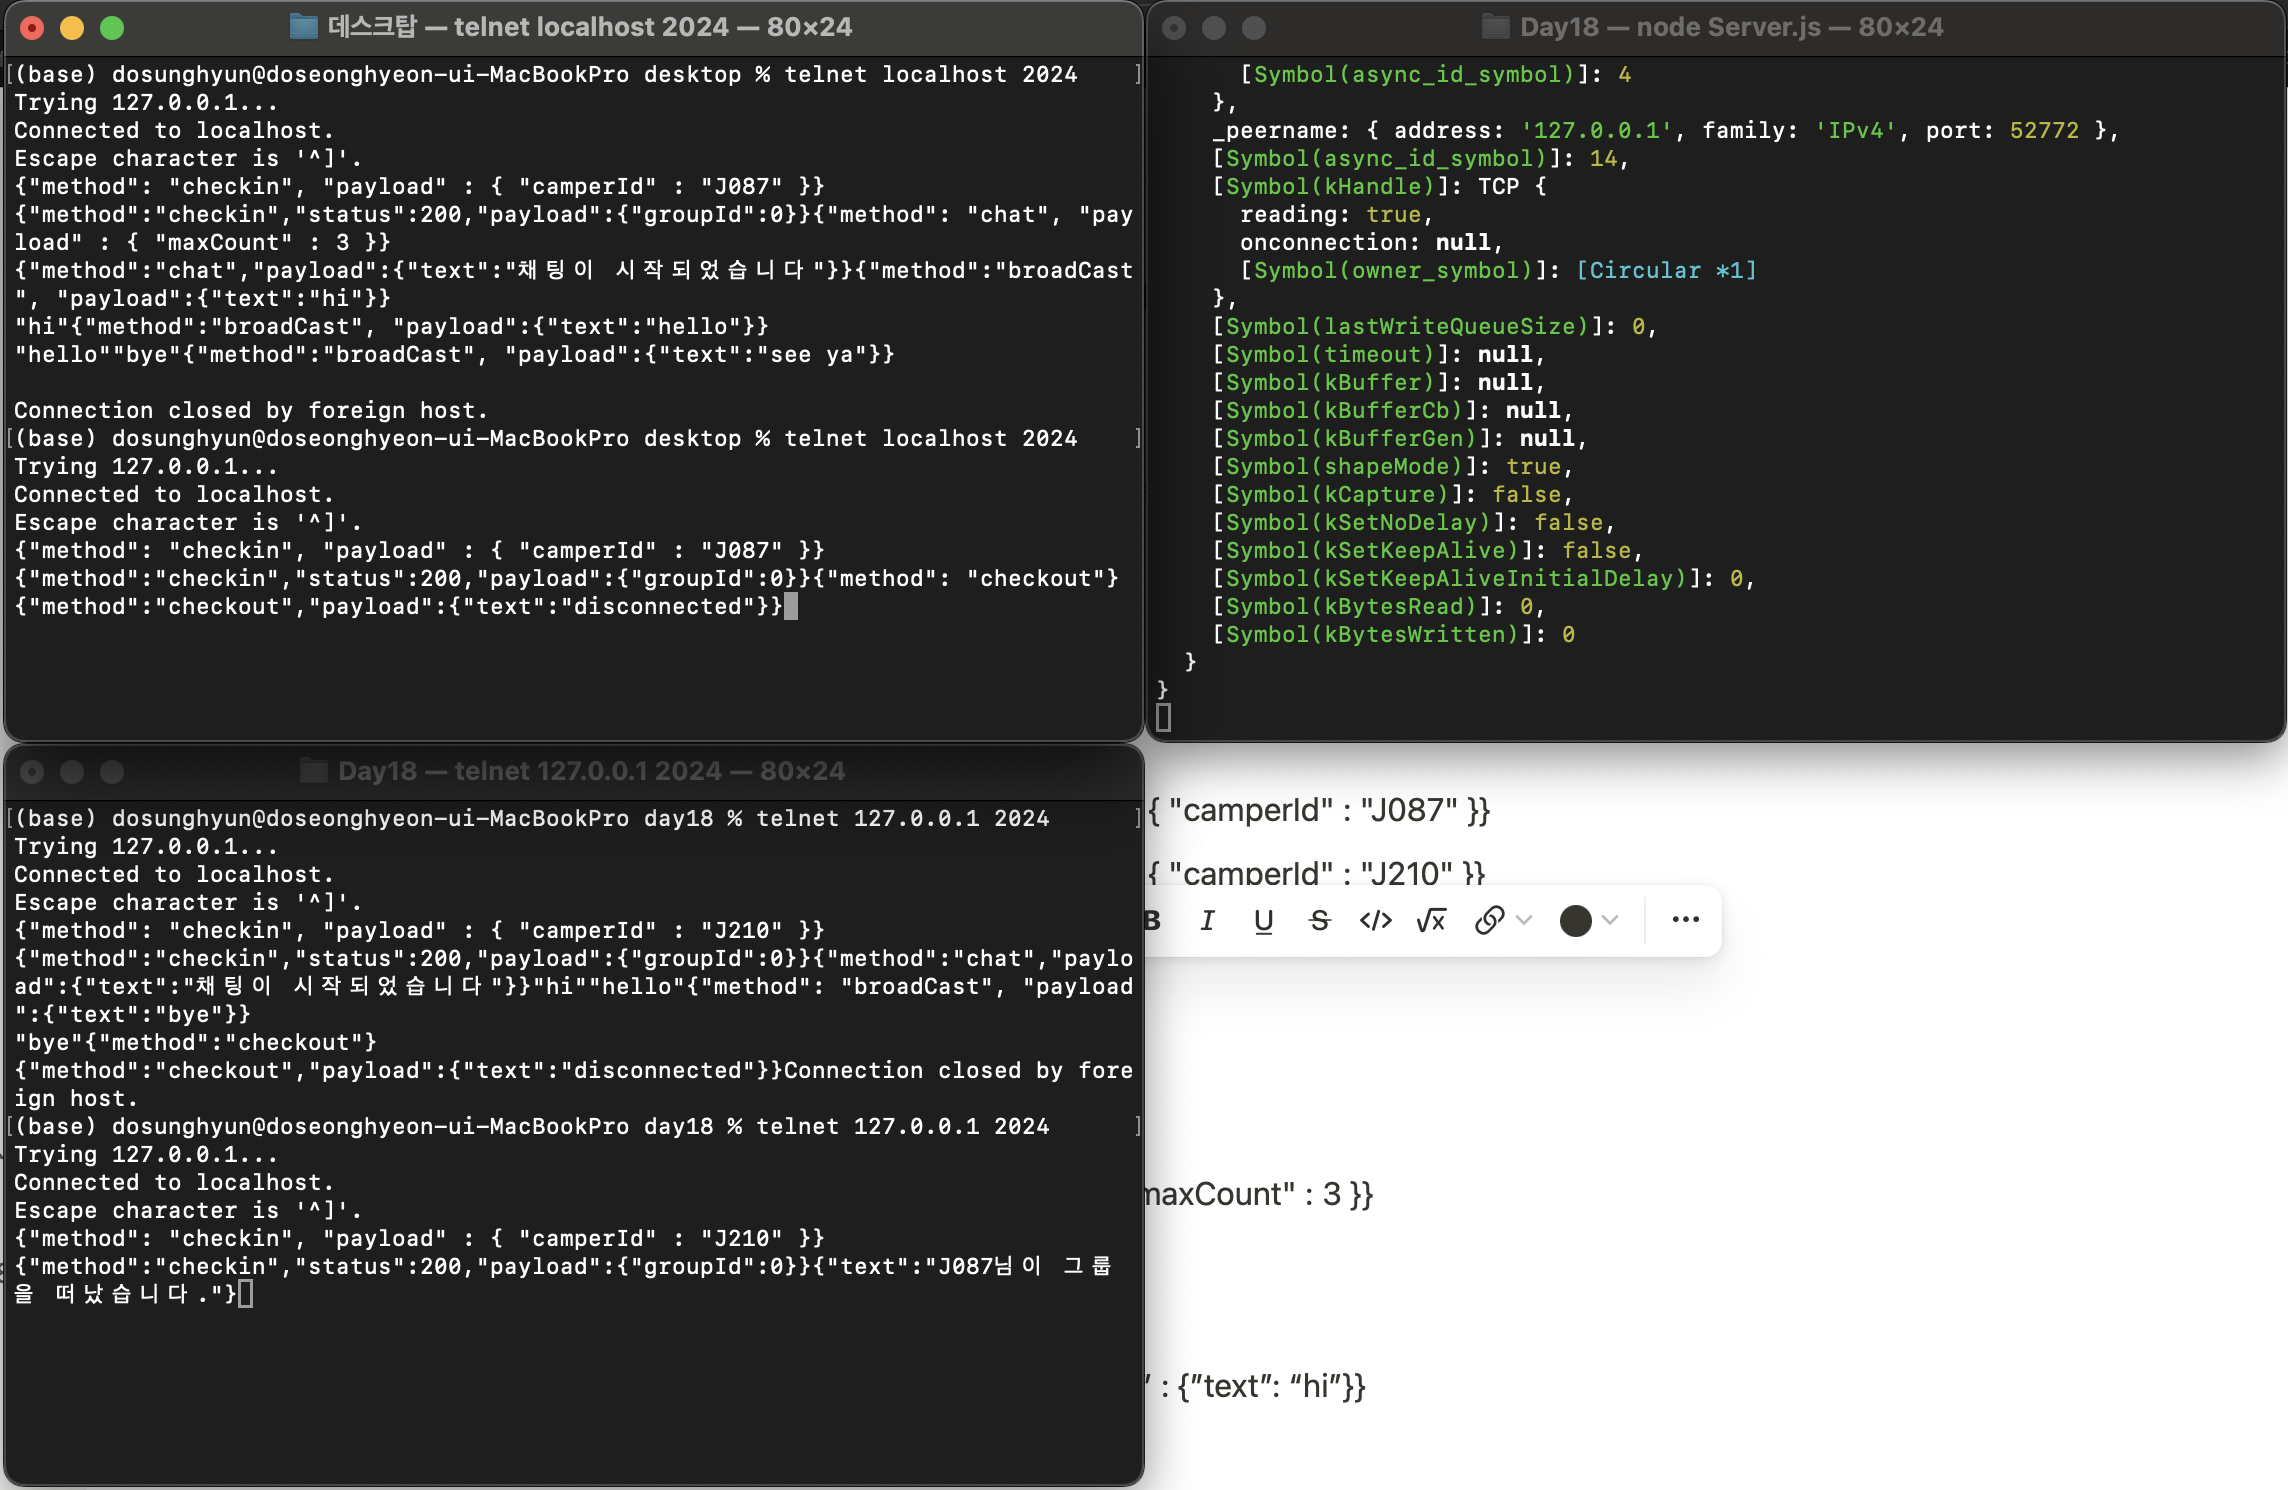 데스크탑 — telnet localhost 2024 — 80×24
[(base) dosunghyun@doseonghyeon-ui-MacBookPro desktop % telnet localhost 2024 ]
Trying 127.0.0.1...
Connected to localhost.
Escape character is '^]'.
{"method": "checkin", "payload" : { "camperId" : "J087" }}
{"method":"checkin","status":200,"payload":{"groupId":0}}{"method": "chat", "pay
load" : { "maxCount" : 3 }}
{"method":"chat","payload":{"text":"채팅이 시작되었습니다"}}{"method":"broadCast
", "payload":{"text":"hi"}}
"hi"{"method":"broadCast", "payload":{"text":"hello"}}
"hello""bye"{"method":"broadCast", "payload":{"text":"see ya"}}
Connection closed by foreign host.
[(base) dosunghyun@doseonghyeon-ui-MacBookPro desktop % telnet localhost 2024 ]
Trying 127.0.0.1...
Connected to localhost.
Escape character is '^]'.
{"method": "checkin", "payload" : { "camperId" : "J087" }}
{"method":"checkin","status":200,"payload":{"groupId":0}}{"method": "checkout"}
{"method":"checkout","payload":{"text":"disconnected"}}
Day18 — node Server.js — 80×24
[Symbol(async_id_symbol)]: 4
},
_peername: { address: '127.0.0.1', family: 'IPv4', port: 52772 },
[Symbol(async_id_symbol)]: 14,
[Symbol(kHandle)]: TCP {
reading: true,
onconnection: null,
[Symbol(owner_symbol)]: [Circular *1]
},
[Symbol(lastWriteQueueSize)]: 0,
[Symbol(timeout)]: null,
[Symbol(kBuffer)]: null,
[Symbol(kBufferCb)]: null,
[Symbol(kBufferGen)]: null,
[Symbol(shapeMode)]: true,
[Symbol(kCapture)]: false,
[Symbol(kSetNoDelay)]: false,
[Symbol(kSetKeepAlive)]: false,
[Symbol(kSetKeepAliveInitialDelay)]: 0,
[Symbol(kBytesRead)]: 0,
[Symbol(kBytesWritten)]: 0
}
}
Day18 — telnet 127.0.0.1 2024 — 80×24
[(base) dosunghyun@doseonghyeon-ui-MacBookPro day18 % telnet 127.0.0.1 2024 ]
Trying 127.0.0.1...
Connected to localhost.
Escape character is '^]'.
{"method": "checkin", "payload" : { "camperId" : "J210" }}
{"method":"checkin","status":200,"payload":{"groupId":0}}{"method":"chat","paylo
ad":{"text":"채팅이 시작되었습니다"}}"hi""hello"{"method": "broadCast", "payload
":{"text":"bye"}}
"bye"{"method":"checkout"}
{"method":"checkout","payload":{"text":"disconnected"}}Connection closed by fore
ign host.
[(base) dosunghyun@doseonghyeon-ui-MacBookPro day18 % telnet 127.0.0.1 2024 ]
Trying 127.0.0.1...
Connected to localhost.
Escape character is '^]'.
{"method": "checkin", "payload" : { "camperId" : "J210" }}
{"method":"checkin","status":200,"payload":{"groupId":0}}{"text":"J087님이 그룹
을 떠났습니다."}
{ "camperId" : "J087" }}
{ "camperId" : "J210" }}
B I U S </> √x •••
maxCount" : 3 }}
" : {"text": “hi”}}